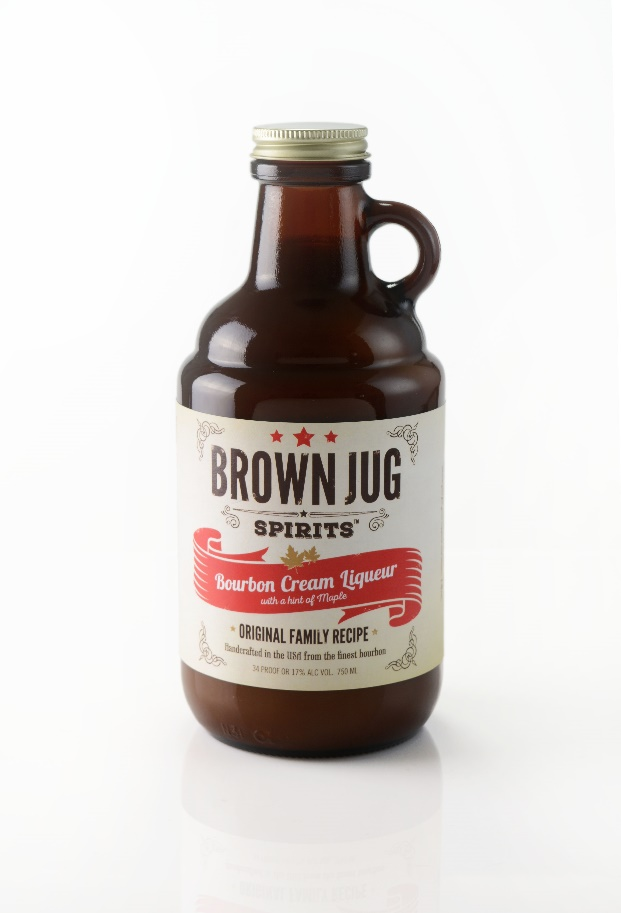 BROWN JUG
SPIRITS™
Bourbon Cream Liqueur
with a hint of Maple
ORIGINAL FAMILY RECIPE
Handcrafted in the USA from the finest bourbon
34 PROOF OR 17% ALC VOL. 750 ML